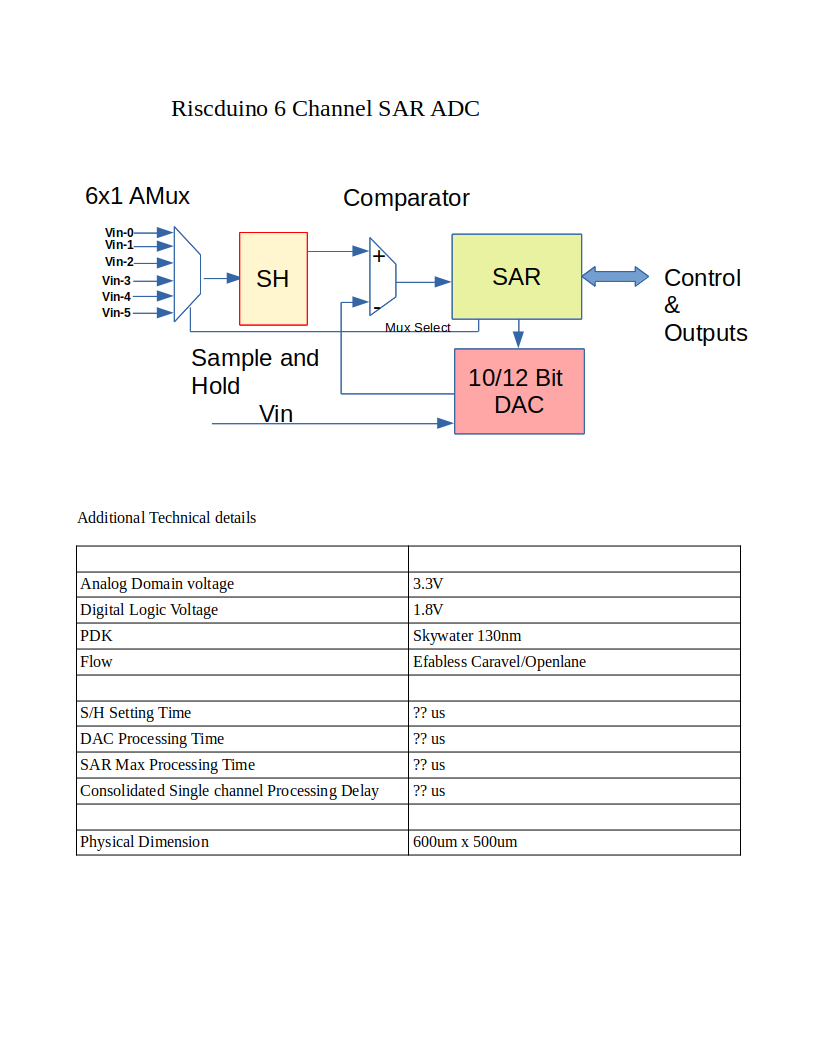 Riscduino 6 Channel SAR ADC
6x1 AMux
Comparator
Vin-0
Vin-1
Vin-2
Vin-3
Vin-4
Vin-5
SH
+
-
SAR
Control
&
Outputs
Mux Select
Sample and
Hold
Vin
10/12 Bit
DAC
Additional Technical details
Analog Domain voltage 3.3V
Digital Logic Voltage 1.8V
PDK Skywater 130nm
Flow Efabless Caravel/Openlane
S/H Setting Time ?? us
DAC Processing Time ?? us
SAR Max Processing Time ?? us
Consolidated Single channel Processing Delay ?? us
Physical Dimension 600um x 500um